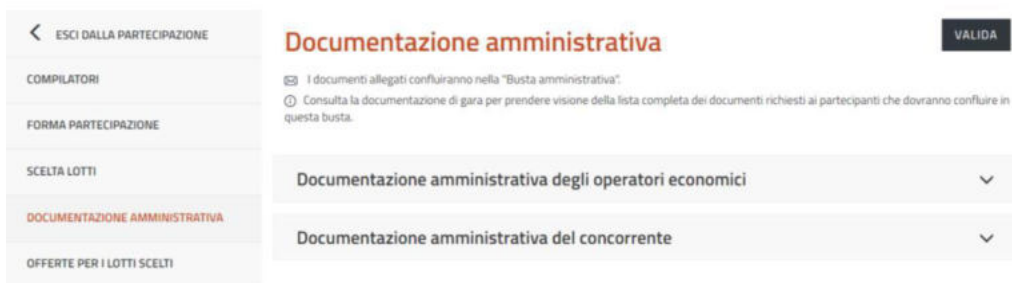 ESCI DALLA PARTECIPAZIONE
COMPILATORI
FORMA PARTECIPAZIONE
SCELTA LOTTI
DOCUMENTAZIONE AMMINISTRATIVA
OFFERTE PER I LOTTI SCELTI
Documentazione amministrativa
VALIDA
I documenti allegati confluiranno nella "Busta amministrativa".
Consulta la documentazione di gara per prendere visione della lista completa dei documenti richiesti ai partecipanti che dovranno confluire in
questa busta.
Documentazione amministrativa degli operatori economici
Documentazione amministrativa del concorrente